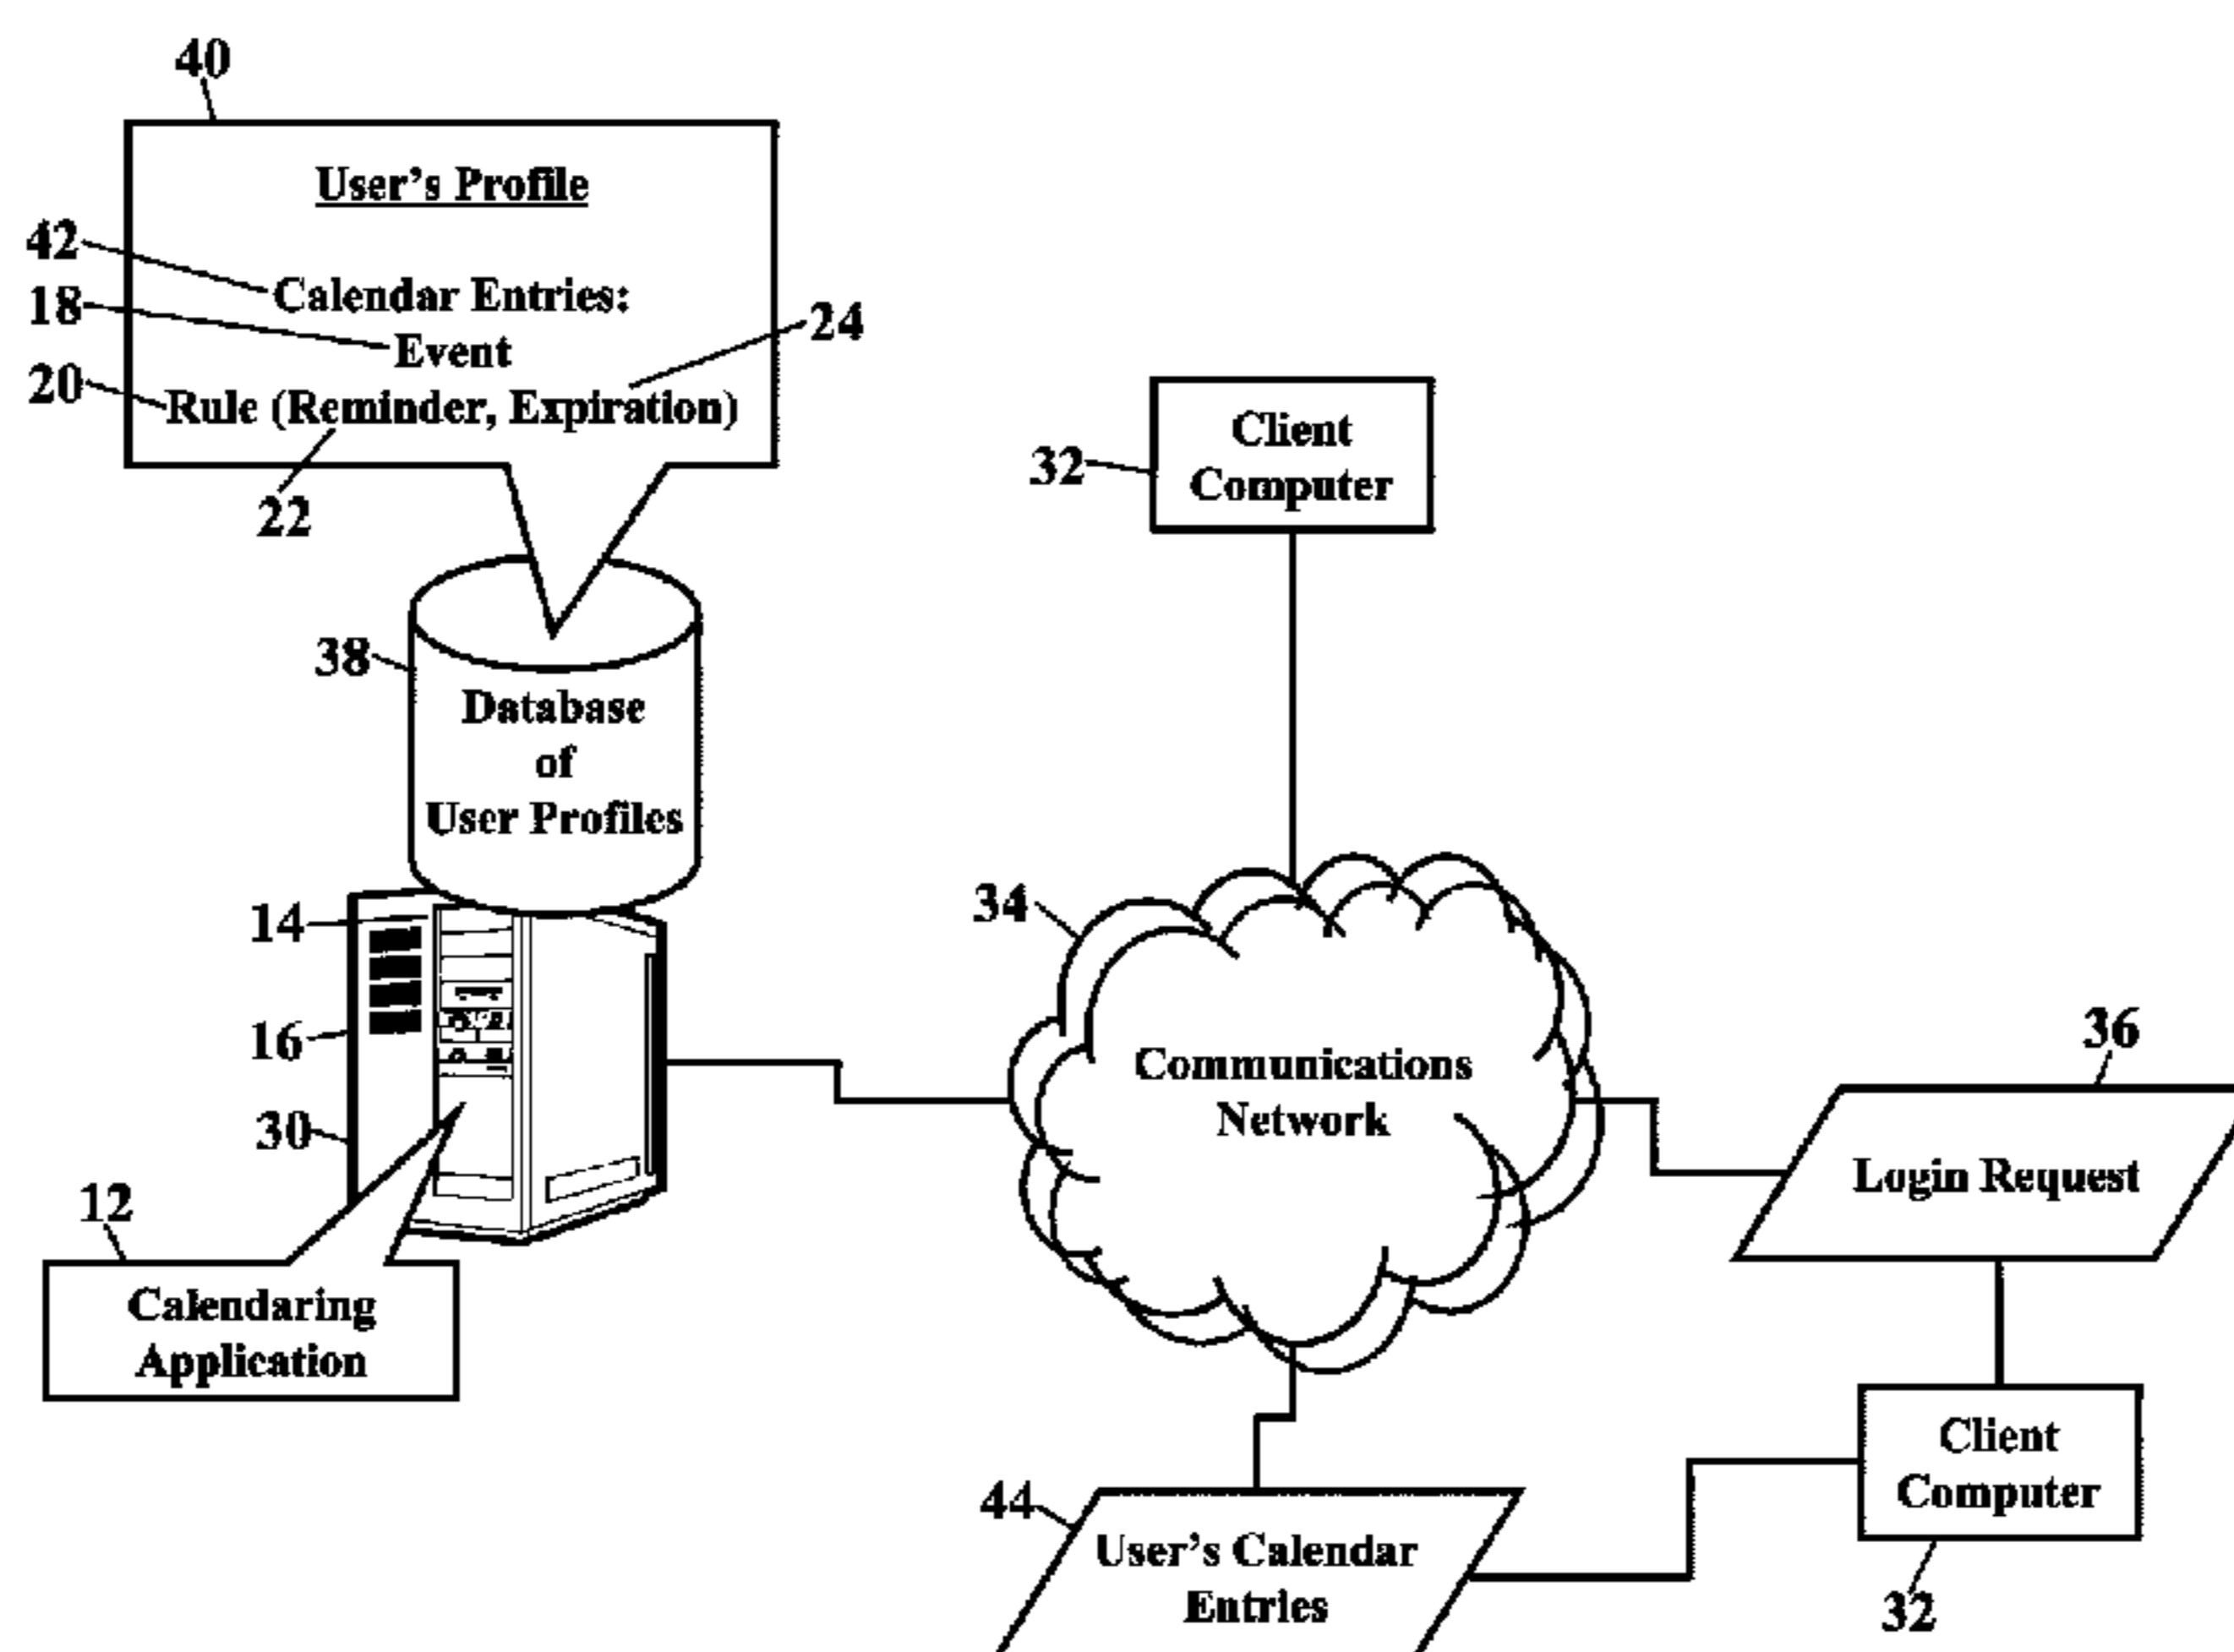 40
User's Profile
42
Calendar Entries:
18
24
Event
20
Rule (Reminder, Expiration)
22
Client
Computer
32
38
Database
of
User Profiles
34
14
16
36
Communications
Network
30
Login Request
12
Calendaring
Application
Client
Computer
44
User's Calendar
Entries
32